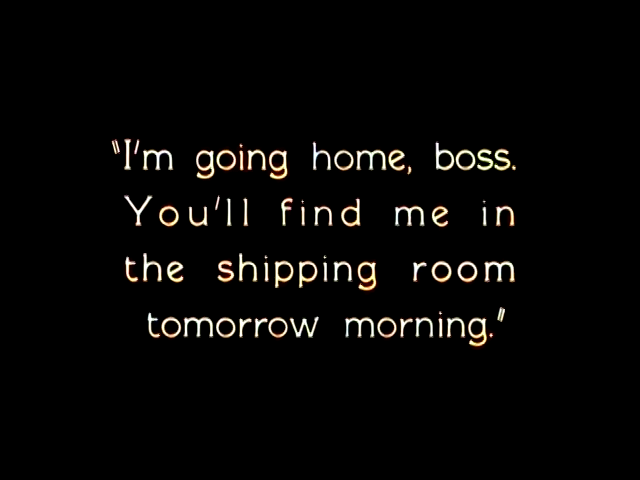 "I'm going home, boss.
You'll find me in
the shipping room
tomorrow morning."